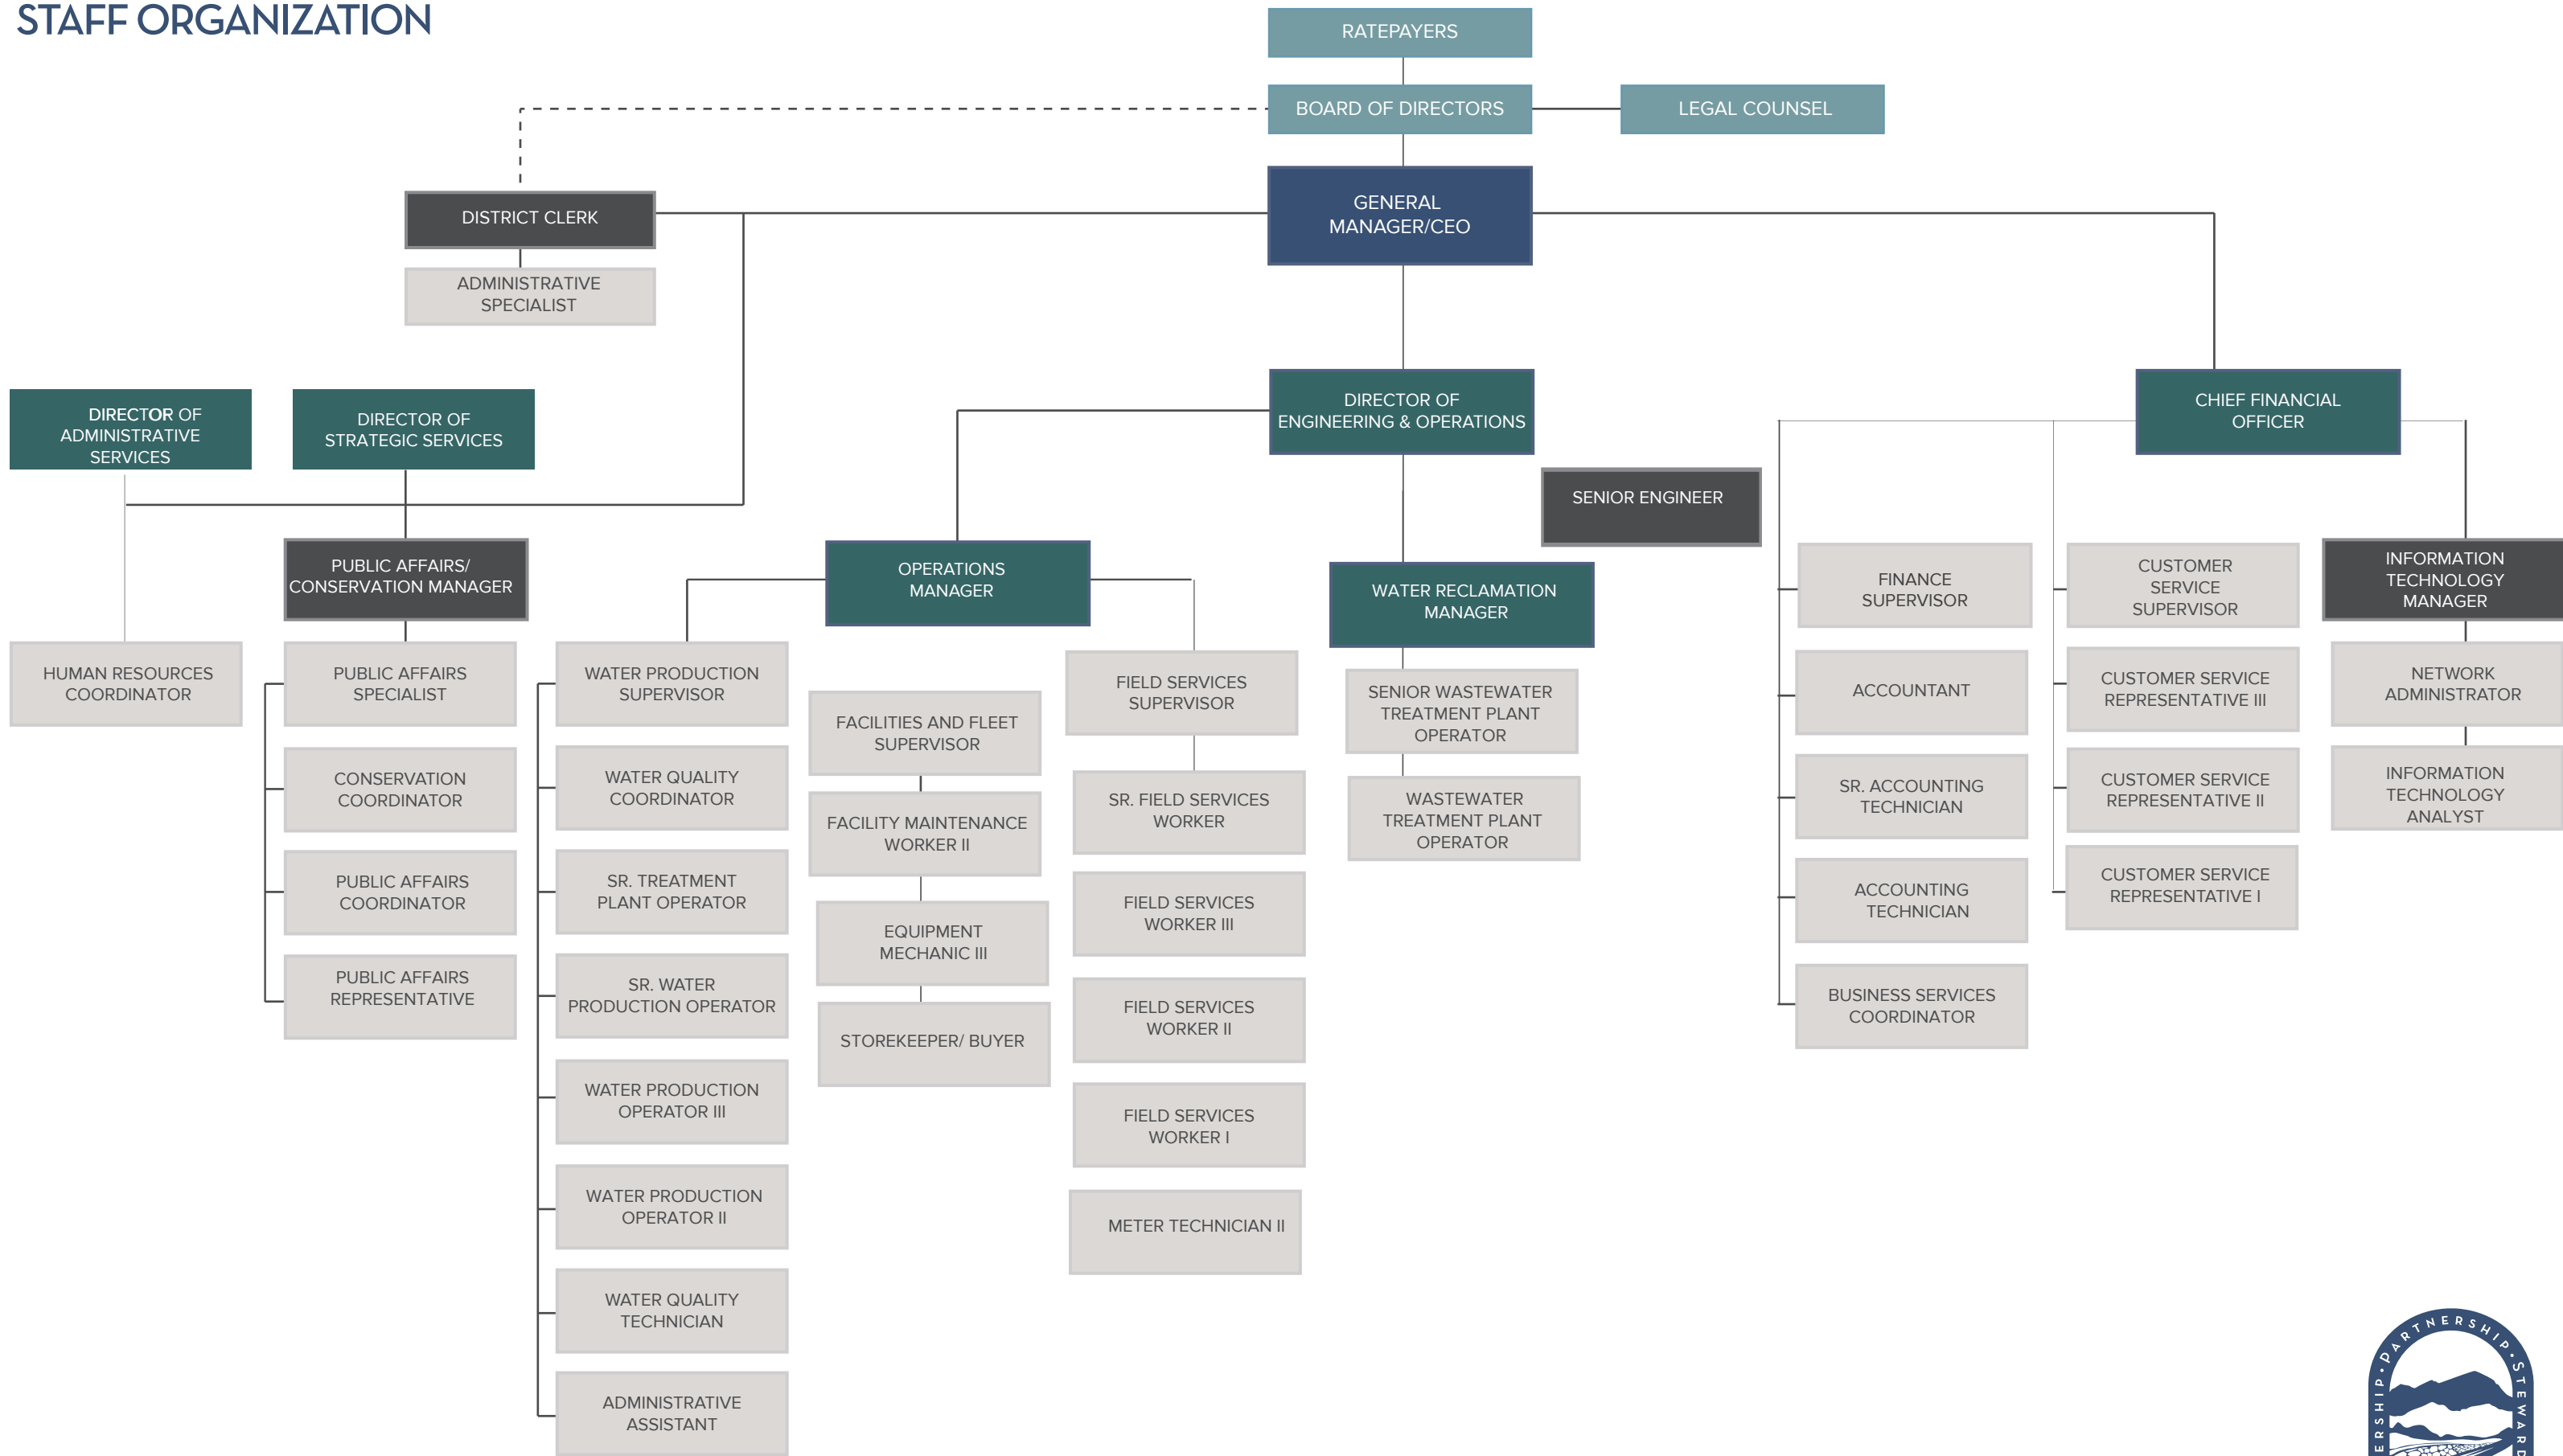 STAFF ORGANIZATION
RATEPAYERS
BOARD OF DIRECTORS
LEGAL COUNSEL
GENERAL
MANAGER/CEO
DISTRICT CLERK
ADMINISTRATIVE
SPECIALIST
DIRECTOR OF
ADMINISTRATIVE
SERVICES
DIRECTOR OF
STRATEGIC SERVICES
DIRECTOR OF
ENGINEERING & OPERATIONS
CHIEF FINANCIAL
OFFICER
SENIOR ENGINEER
PUBLIC AFFAIRS/
CONSERVATION MANAGER
OPERATIONS
MANAGER
WATER RECLAMATION
MANAGER
FINANCE
SUPERVISOR
CUSTOMER
SERVICE
SUPERVISOR
INFORMATION
TECHNOLOGY
MANAGER
HUMAN RESOURCES
COORDINATOR
PUBLIC AFFAIRS
SPECIALIST
CONSERVATION
COORDINATOR
PUBLIC AFFAIRS
COORDINATOR
PUBLIC AFFAIRS
REPRESENTATIVE
WATER PRODUCTION
SUPERVISOR
WATER QUALITY
COORDINATOR
SR. TREATMENT
PLANT OPERATOR
SR. WATER
PRODUCTION OPERATOR
WATER PRODUCTION
OPERATOR III
WATER PRODUCTION
OPERATOR II
WATER QUALITY
TECHNICIAN
ADMINISTRATIVE
ASSISTANT
FACILITIES AND FLEET
SUPERVISOR
FACILITY MAINTENANCE
WORKER II
EQUIPMENT
MECHANIC III
STOREKEEPER/ BUYER
FIELD SERVICES
SUPERVISOR
SR. FIELD SERVICES
WORKER
FIELD SERVICES
WORKER III
FIELD SERVICES
WORKER II
FIELD SERVICES
WORKER I
METER TECHNICIAN II
SENIOR WASTEWATER
TREATMENT PLANT
OPERATOR
WASTEWATER
TREATMENT PLANT
OPERATOR
ACCOUNTANT
SR. ACCOUNTING
TECHNICIAN
ACCOUNTING
TECHNICIAN
BUSINESS SERVICES
COORDINATOR
CUSTOMER SERVICE
REPRESENTATIVE III
CUSTOMER SERVICE
REPRESENTATIVE II
CUSTOMER SERVICE
REPRESENTATIVE I
NETWORK
ADMINISTRATOR
INFORMATION
TECHNOLOGY
ANALYST
ERSHIP • PARTNERSHIP • STEWARD